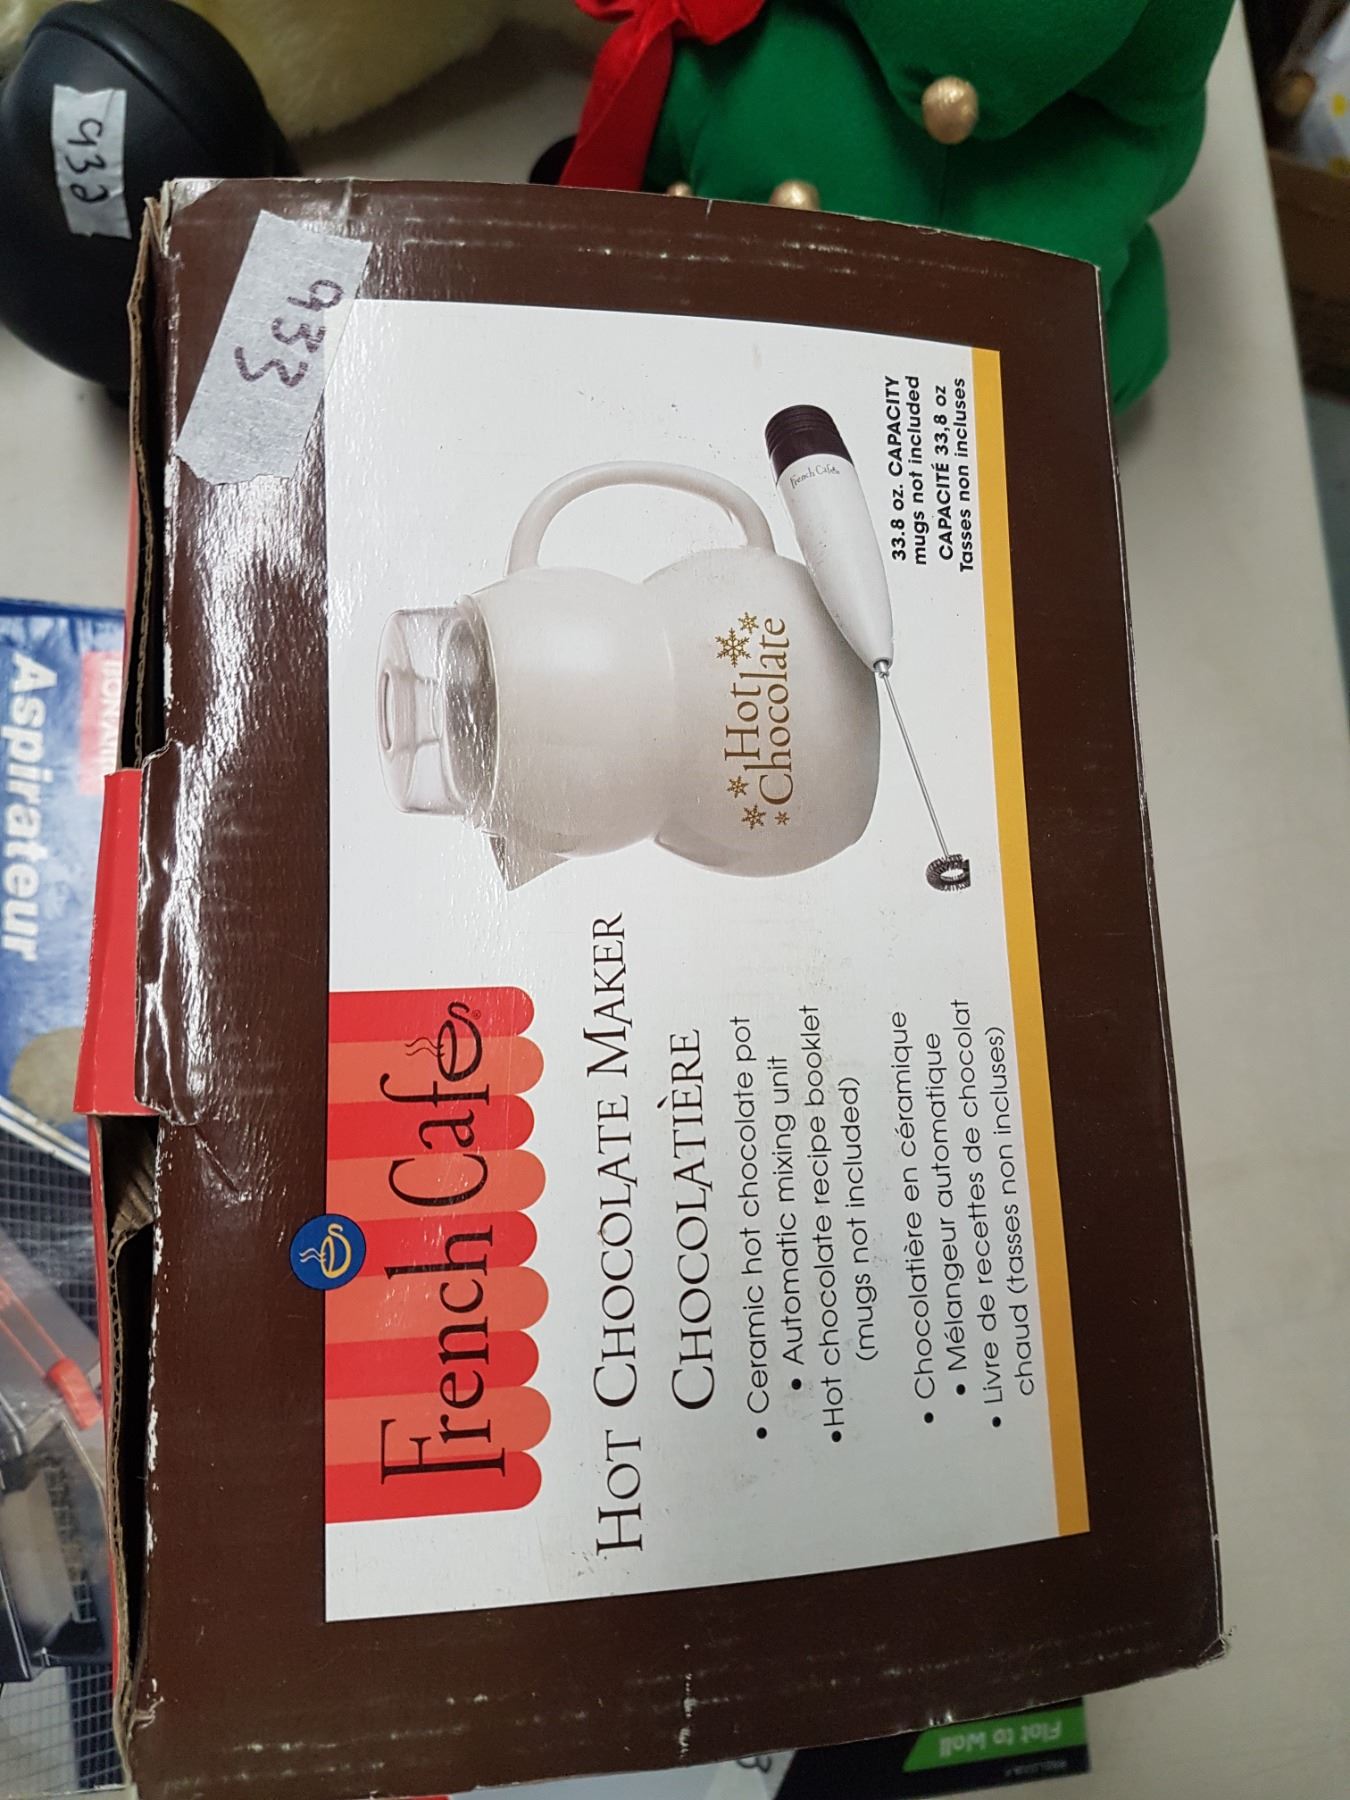 933
932
French Cafe®
HOT CHOCOLATE MAKER
CHOCOLATIÈRE
• Ceramic hot chocolate pot
• Automatic mixing unit
•Hot chocolate recipe booklet
(mugs not included)
• Chocolatière en céramique
• Mélangeur automatique
• Livre de recettes de chocolat
chaud (tasses non incluses)
Hot
Chocolate
French Cafe
33.8 oz. CAPACITY
mugs not included
CAPACITÉ 33,8 oz
Tasses non incluses
Aspirateur
Flat to Wall